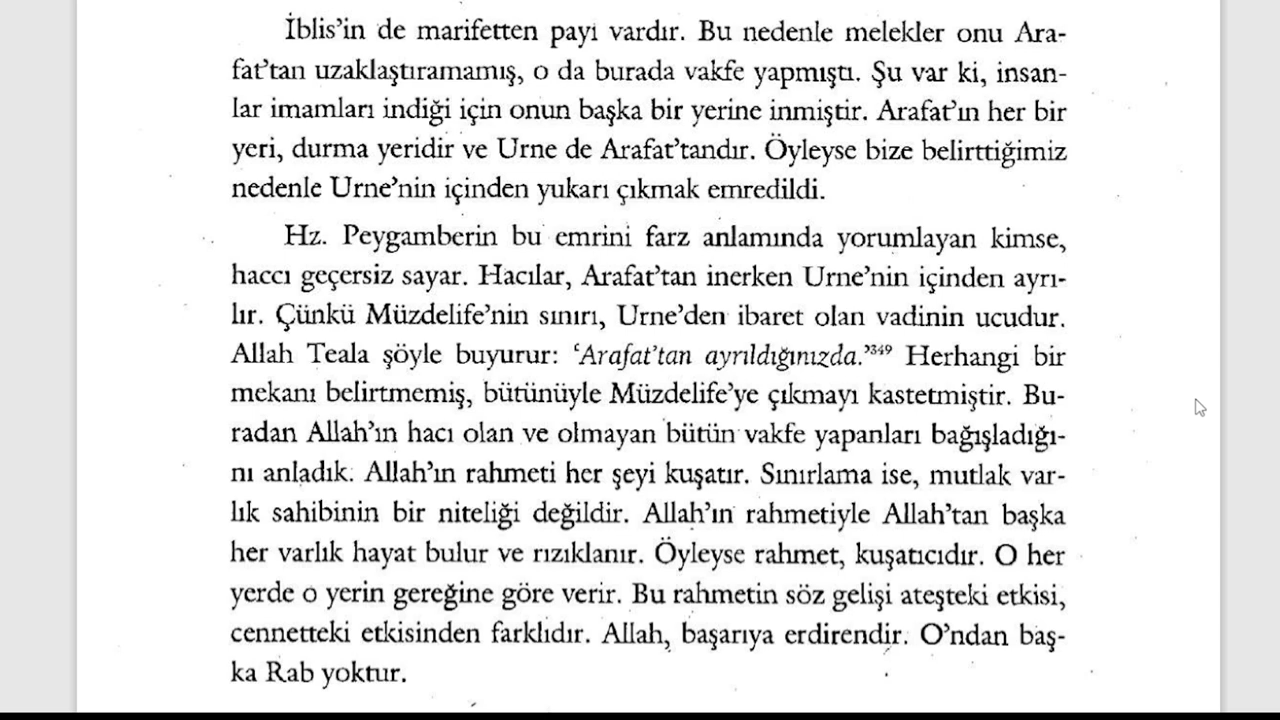 İblis'in de marifetten payı vardır. Bu nedenle melekler onu Ara-
fat'tan uzaklaştıramamış, o da burada vakfe yapmıştı. Şu var ki, insan-
lar imamları indiği için onun başka bir yerine inmiştir. Arafat'ın her bir
yeri, durma yeridir ve Urne de Arafat'tandır. Öyleyse bize belirttiğimiz
nedenle Urne'nin içinden yukarı çıkmak emredildi.
Hz. Peygamberin bu emrini farz anlamında yorumlayan kimse,
haccı geçersiz sayar. Hacılar, Arafat'tan inerken Urne'nin içinden ayrı-
lır. Çünkü Müzdelife'nin sınırı, Urne'den ibaret olan vadinin ucudur.
Allah Teala şöyle buyurur: 'Arafat'tan ayrıldığınızda.'³⁴⁹ Herhangi bir
mekanı belirtmemiş, bütünüyle Müzdelife'ye çıkmayı kastetmiştir. Bu-
radan Allah'ın hacı olan ve olmayan bütün vakfe yapanları bağışladığı-
nı anladık. Allah'ın rahmeti her şeyi kuşatır. Sınırlama ise, mutlak var-
lık sahibinin bir niteliği değildir. Allah'ın rahmetiyle Allah'tan başka
her varlık hayat bulur ve rızıklanır. Öyleyse rahmet, kuşatıcıdır. O her
yerde o yerin gereğine göre verir. Bu rahmetin söz gelişi ateşteki etkisi,
cennetteki etkisinden farklıdır. Allah, başarıya erdirendir. O'ndan baş-
ka Rab yoktur.